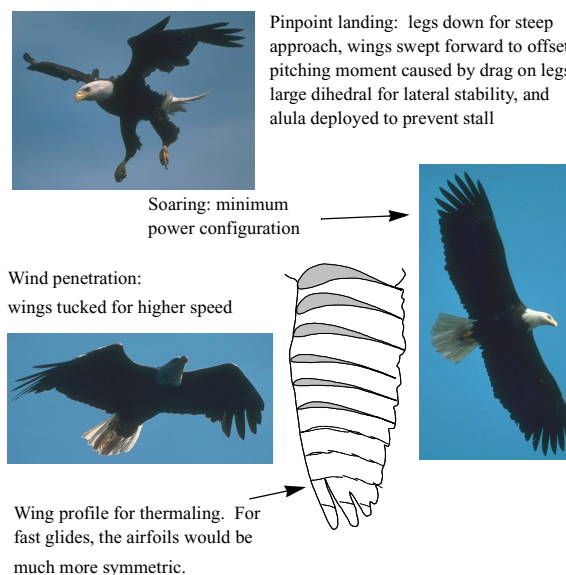 Pinpoint landing: legs down for steep
approach, wings swept forward to offset
pitching moment caused by drag on legs
large dihedral for lateral stability, and
alula deployed to prevent stall
Soaring: minimum
power configuration
Wind penetration:
wings tucked for higher speed
Wing profile for thermaling. For
fast glides, the airfoils would be
much more symmetric.